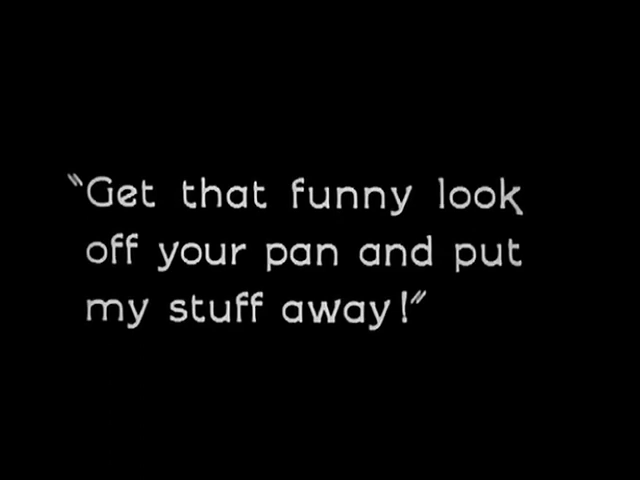 “Get that funny look
off your pan and put
my stuff away!”